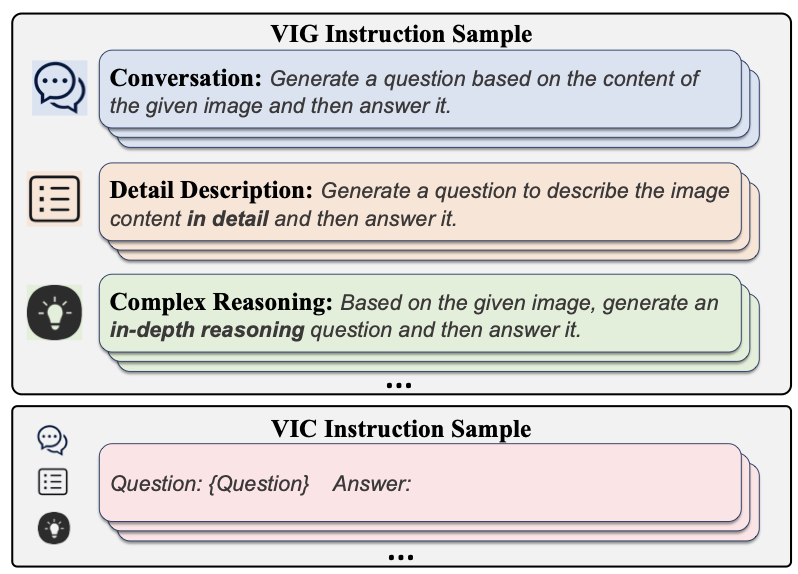 VIG Instruction Sample
Conversation: Generate a question based on the content of
the given image and then answer it.
Detail Description: Generate a question to describe the image
content in detail and then answer it.
Complex Reasoning: Based on the given image, generate an
in-depth reasoning question and then answer it.
...
VIC Instruction Sample
Question: {Question} Answer:
...